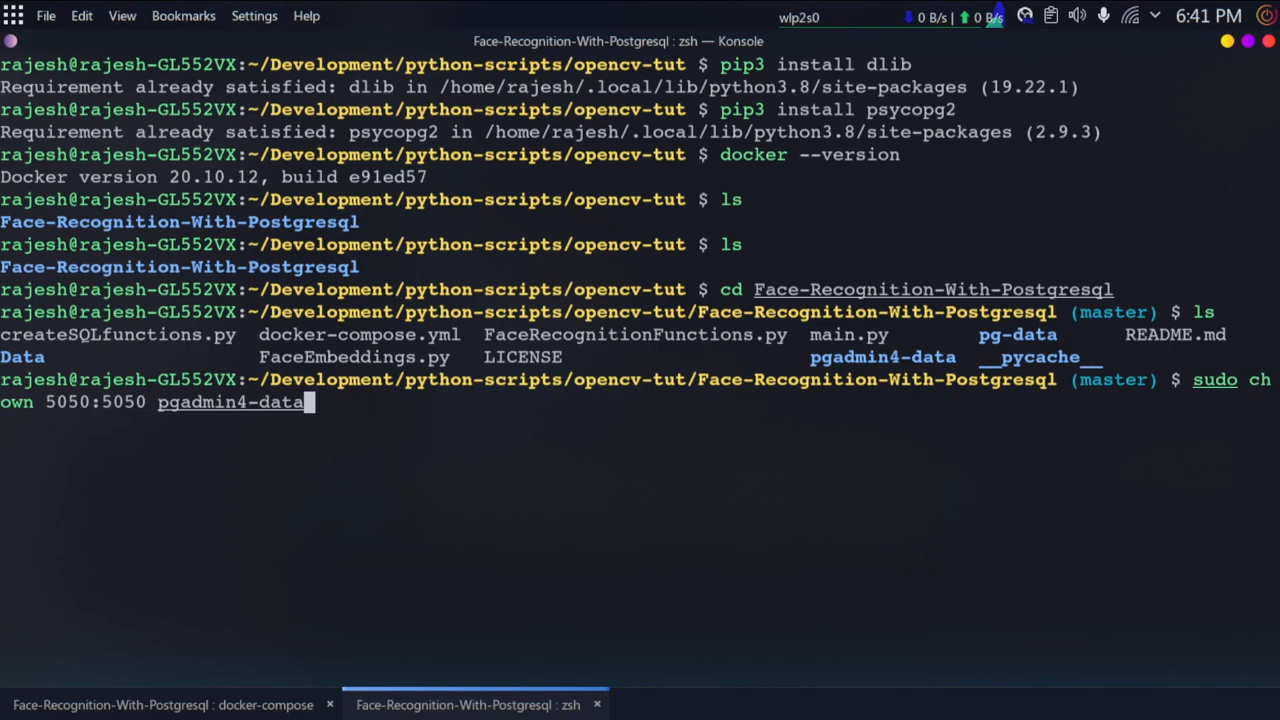 File Edit View Bookmarks Settings Help
wlp2s0 0 B/s | 0 B/s 6:41 PM
Face-Recognition-With-Postgresql : zsh — Konsole
rajesh@rajesh-GL552VX:~/Development/python-scripts/opencv-tut $ pip3 install dlib
Requirement already satisfied: dlib in /home/rajesh/.local/lib/python3.8/site-packages (19.22.1)
rajesh@rajesh-GL552VX:~/Development/python-scripts/opencv-tut $ pip3 install psycopg2
Requirement already satisfied: psycopg2 in /home/rajesh/.local/lib/python3.8/site-packages (2.9.3)
rajesh@rajesh-GL552VX:~/Development/python-scripts/opencv-tut $ docker --version
Docker version 20.10.12, build e91ed57
rajesh@rajesh-GL552VX:~/Development/python-scripts/opencv-tut $ ls
Face-Recognition-With-Postgresql
rajesh@rajesh-GL552VX:~/Development/python-scripts/opencv-tut $ ls
Face-Recognition-With-Postgresql
rajesh@rajesh-GL552VX:~/Development/python-scripts/opencv-tut $ cd Face-Recognition-With-Postgresql
rajesh@rajesh-GL552VX:~/Development/python-scripts/opencv-tut/Face-Recognition-With-Postgresql (master) $ ls
createSQLfunctions.py docker-compose.yml FaceRecognitionFunctions.py main.py pg-data README.md
Data FaceEmbeddings.py LICENSE pgadmin4-data __pycache__
rajesh@rajesh-GL552VX:~/Development/python-scripts/opencv-tut/Face-Recognition-With-Postgresql (master) $ sudo ch
own 5050:5050 pgadmin4-data
Face-Recognition-With-Postgresql : docker-compose × Face-Recognition-With-Postgresql : zsh ×